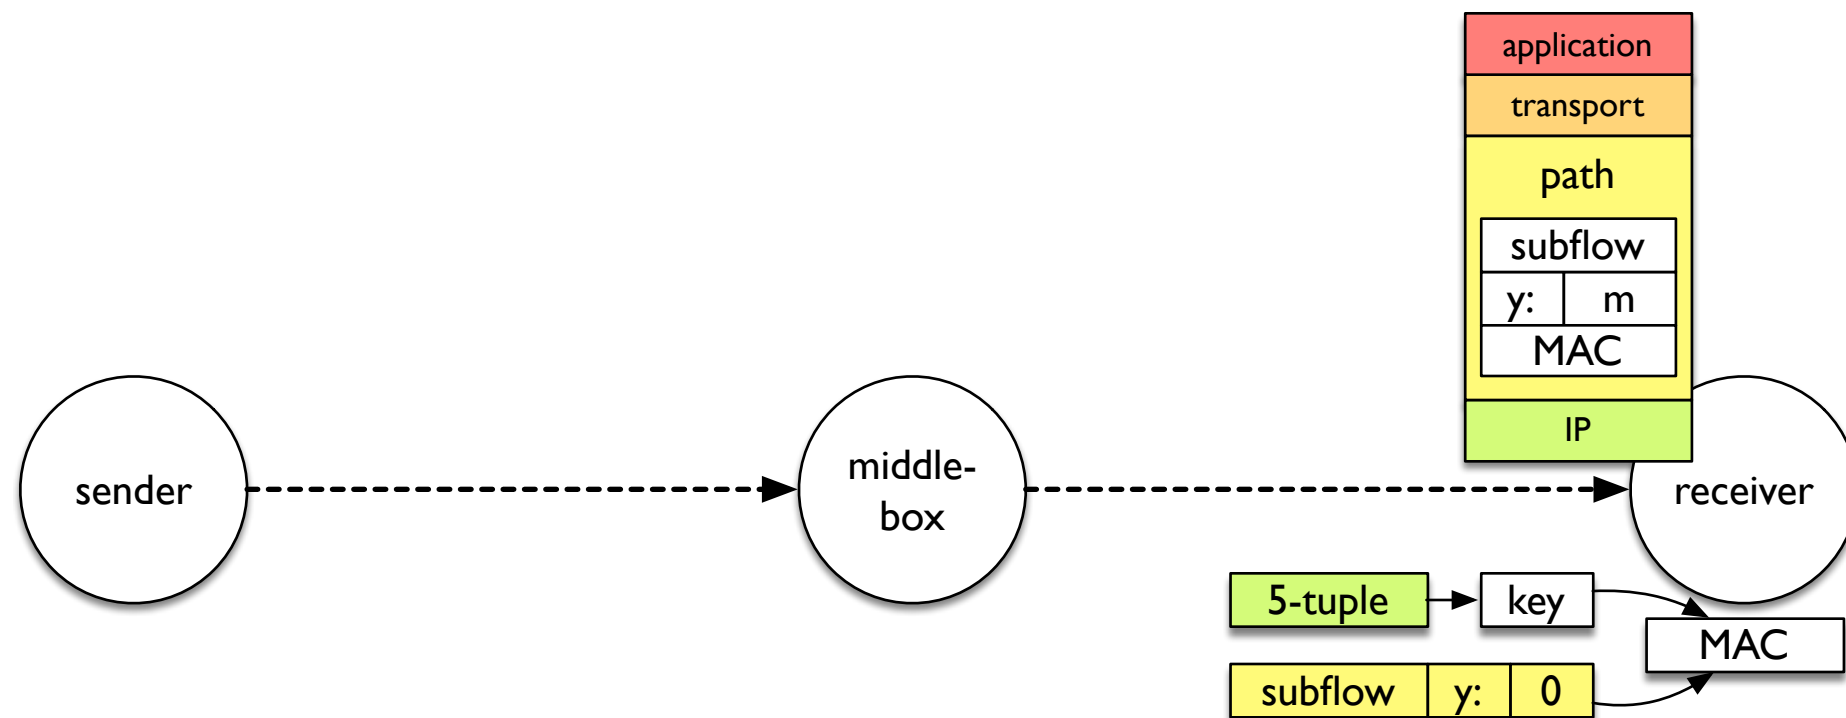 application
transport
path
subflow
y: m
MAC
IP
sender
middle-
box
receiver
5-tuple key
MAC
subflow y: 0